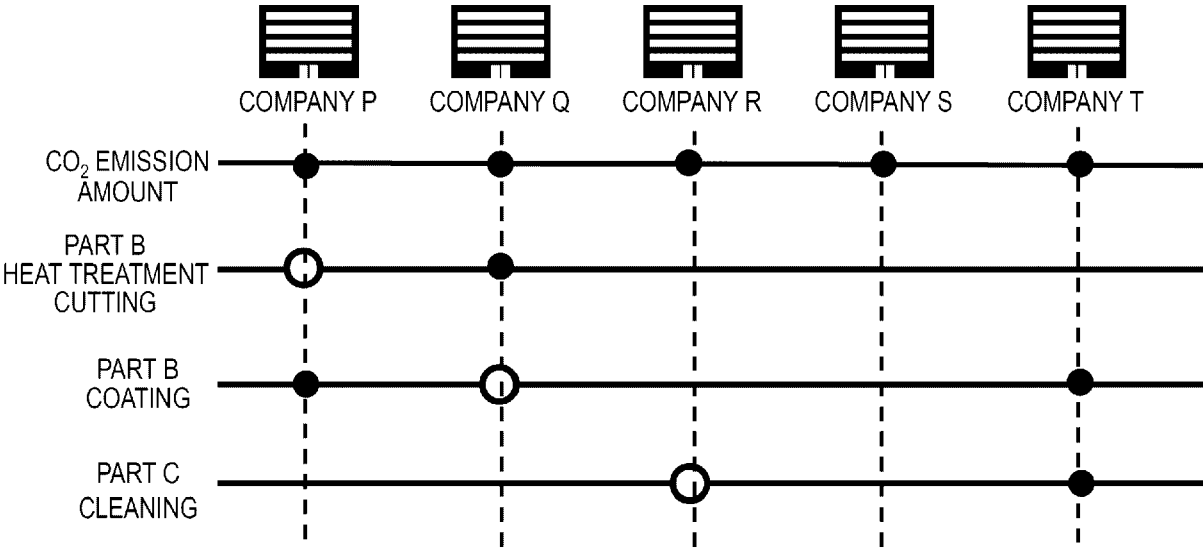 COMPANY P COMPANY Q COMPANY R COMPANY S COMPANY T
CO₂ EMISSION
AMOUNT
PART B
HEAT TREATMENT
CUTTING
PART B
COATING
PART C
CLEANING